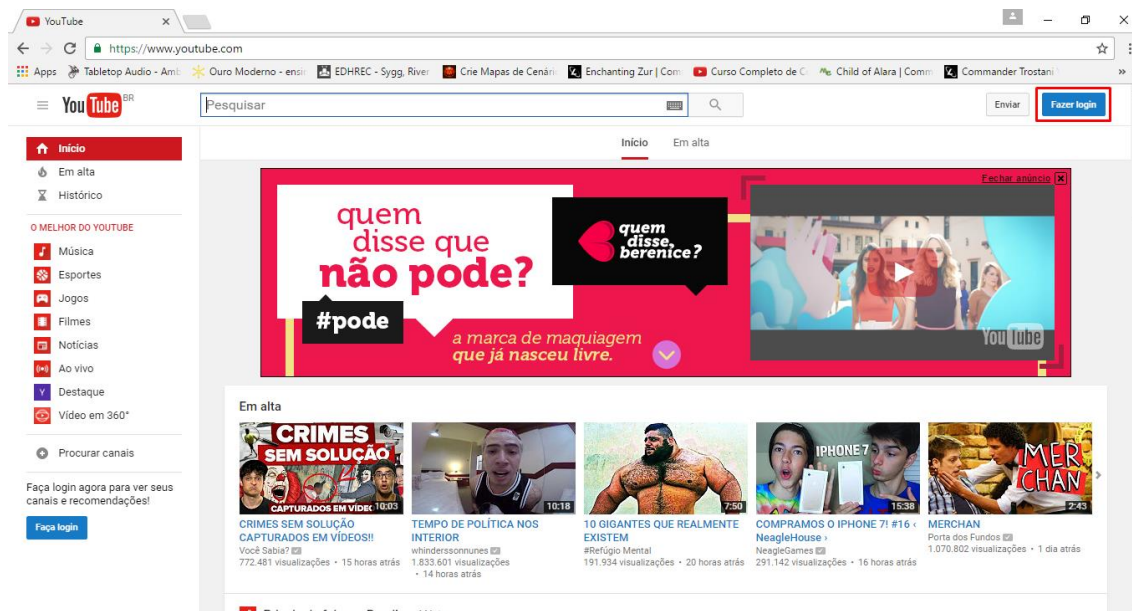 YouTube
https://www.youtube.com
Apps
Tabletop Audio - Amb
Ouro Moderno - ensi
EDHREC - Sygg, River
Crie Mapas de Cenári
Enchanting Zur | Com
Curso Completo de C
Child of Alara | Comm
Commander Trostani
»
YouTube BR
Pesquisar
Enviar
Fazer login
Início
Em alta
Início
Em alta
Histórico
O MELHOR DO YOUTUBE
Música
Esportes
Jogos
Filmes
Notícias
Ao vivo
Destaque
Vídeo em 360°
Procurar canais
Faça login agora para ver seus
canais e recomendações!
Faça login
Fechar anúncio
quem
disse que
não pode?
#pode
quem
disse,
berenice?
a marca de maquiagem
que já nasceu livre.
YouTube
Em alta
CRIMES
SEM SOLUÇÃO
CAPTURADOS EM VÍDEO
10:03
CRIMES SEM SOLUÇÃO
CAPTURADOS EM VÍDEOS!!
Você Sabia?
772.481 visualizações • 15 horas atrás
10:18
TEMPO DE POLÍTICA NOS
INTERIOR
whinderssonnunes
1.833.601 visualizações
• 14 horas atrás
7:50
10 GIGANTES QUE REALMENTE
EXISTEM
#Refúgio Mental
191.934 visualizações • 20 horas atrás
IPHONE 7
15:38
COMPRAMOS O IPHONE 7! #16 ‹
NeagleHouse ›
NeagleGames
291.142 visualizações • 16 horas atrás
MER
CHAN
2:43
MERCHAN
Porta dos Fundos
1.070.802 visualizações • 1 dia atrás